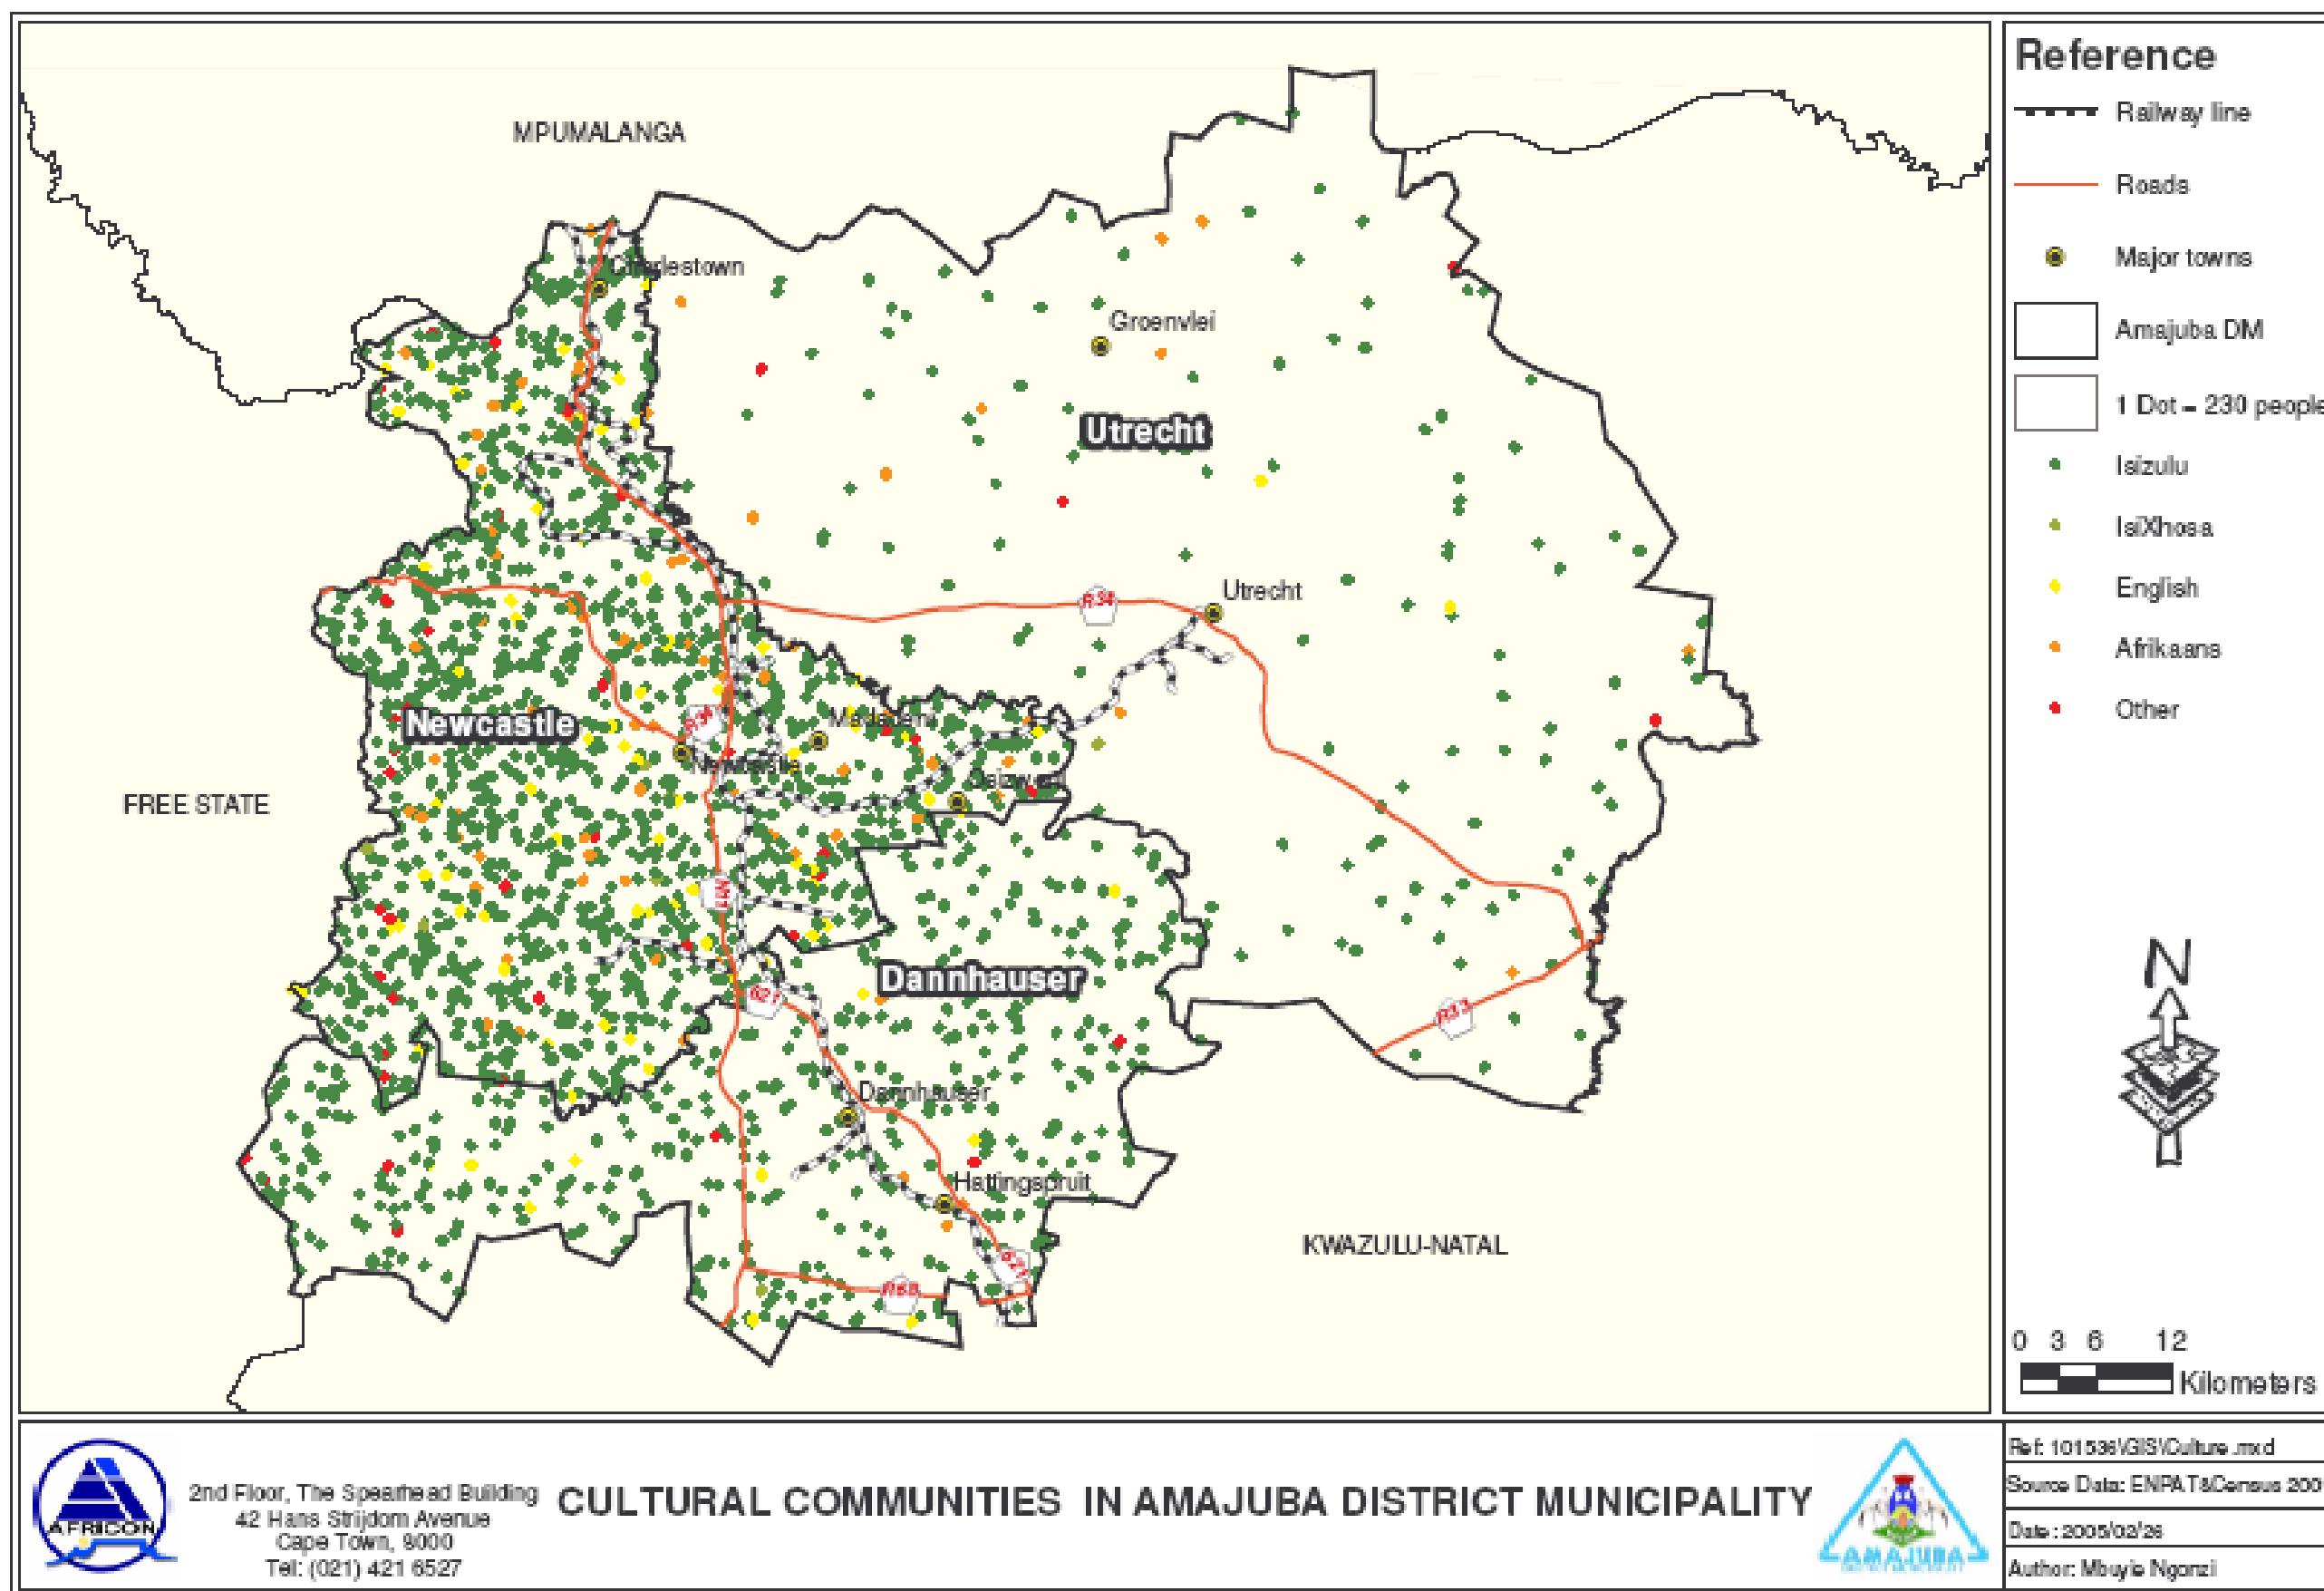 MPUMALANGA
Charlestown
Groenvlei
Utrecht
Utrecht
R34
Newcastle
R34
Newcastle
Madadeni
Osizweni
FREE STATE
N11
Dannhauser
621
R33
Dannhauser
Hattingspruit
KWAZULU-NATAL
R68
Reference
Railway line
Roads
Major towns
Amajuba DM
1 Dot = 230 people
Isizulu
IsiXhosa
English
Afrikaans
Other
N
0 3 6 12
Kilometers
AFRICON
2nd Floor, The Spearhead Building
42 Hans Strijdom Avenue
Cape Town, 8000
Tel: (021) 421 6527
CULTURAL COMMUNITIES IN AMAJUBA DISTRICT MUNICIPALITY
AMAJUBA
Ref: 101536\GIS\Culture.mxd
Source Data: ENPAT&Census 200
Date: 2005/02/26
Author: Mbuyie Ngonzi